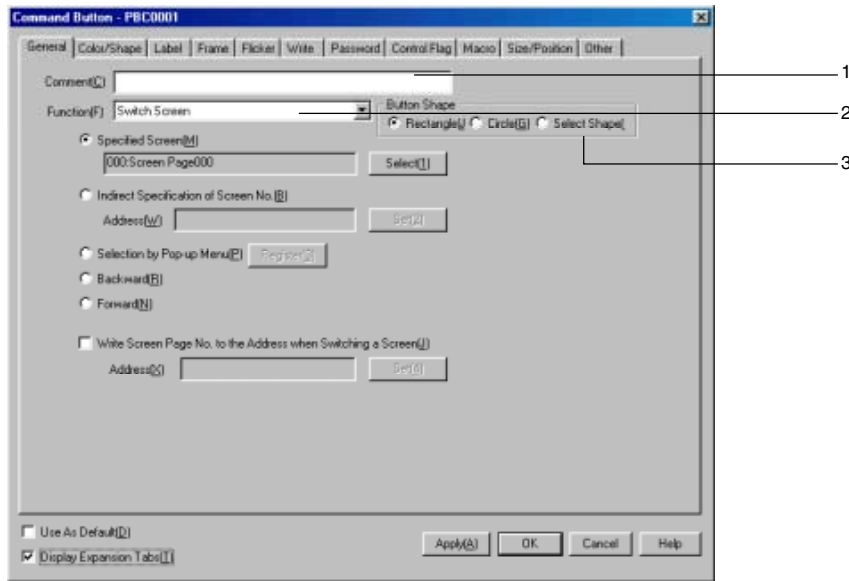 Command Button - PBC0001
General Color/Shape Label Frame Flicker Write Password Control Flag Macro Size/Position Other
Comment(C) 1
Function(F) Switch Screen 2
Button Shape
Rectangle( Circle(G) Select Shape( 3
Specified Screen(M)
000:Screen Page000 Select(1)
Indirect Specification of Screen No.(B)
Address(W) Set(2)
Selection by Pop-up Menu(P)
Backward(R)
Forward(N)
Write Screen Page No. to the Address when Switching a Screen(J)
Address(X) Set(4)
Use As Default(D)
Display Expansion Tabs(T)
Apply(A) OK Cancel Help